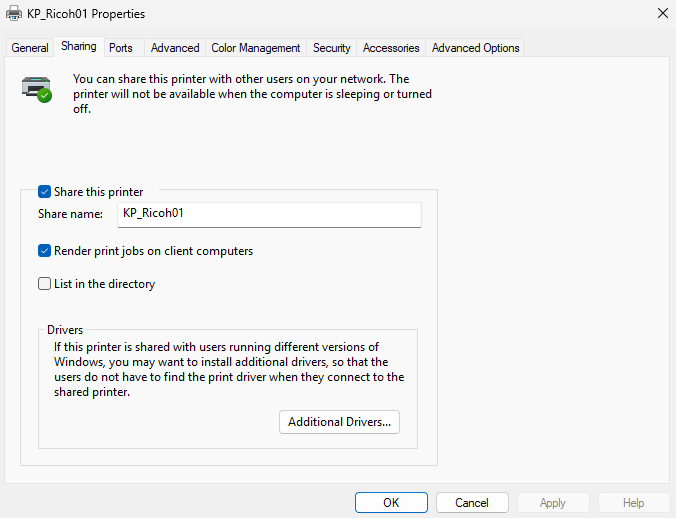 KP_Ricoh01 Properties
General Sharing Ports Advanced Color Management Security Accessories Advanced Options
You can share this printer with other users on your network. The
printer will not be available when the computer is sleeping or turned
off.
Share this printer
Share name: KP_Ricoh01
Render print jobs on client computers
List in the directory
Drivers
If this printer is shared with users running different versions of
Windows, you may want to install additional drivers, so that the
users do not have to find the print driver when they connect to the
shared printer.
Additional Drivers...
OK Cancel Apply Help